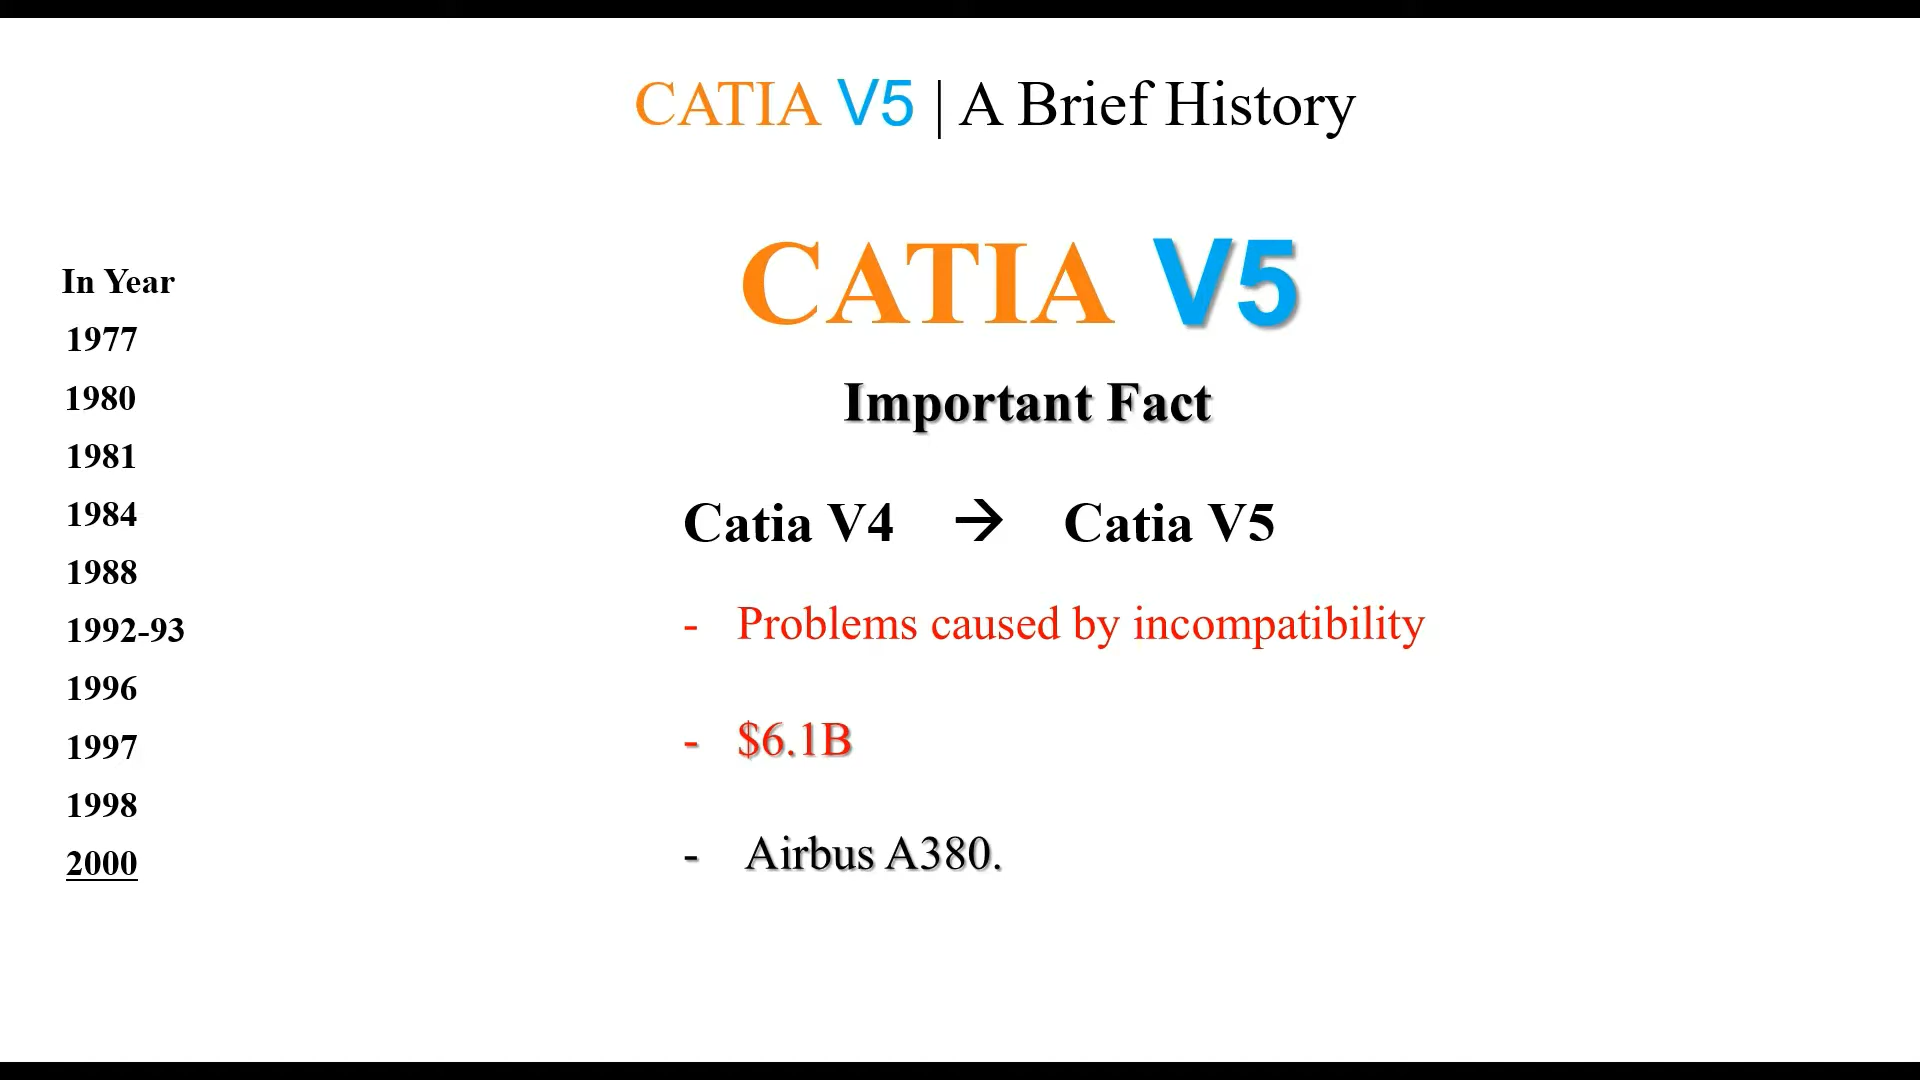 CATIA V5 | A Brief History
In Year
1977
1980
1981
1984
1988
1992-93
1996
1997
1998
2000
CATIA V5
Important Fact
Catia V4 → Catia V5
- Problems caused by incompatibility
- $6.1B
- Airbus A380.